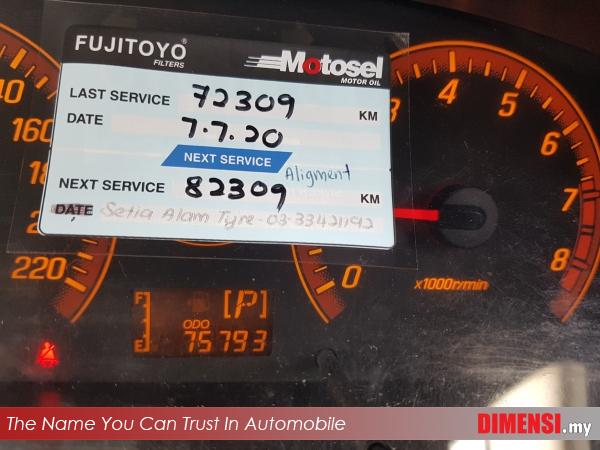 FUJITOYO®
FILTERS
Motosel
MOTOR OIL
LAST SERVICE 72309 KM
DATE 7.7.20
NEXT SERVICE
Aligment
NEXT SERVICE 82309 KM
DATE Setia Alam Tyre - 03-33421192
160
220
0
4
5
6
7
8
x1000r/min
F
E
[P]
ODO
75793
The Name You Can Trust In Automobile
DIMENSI.my